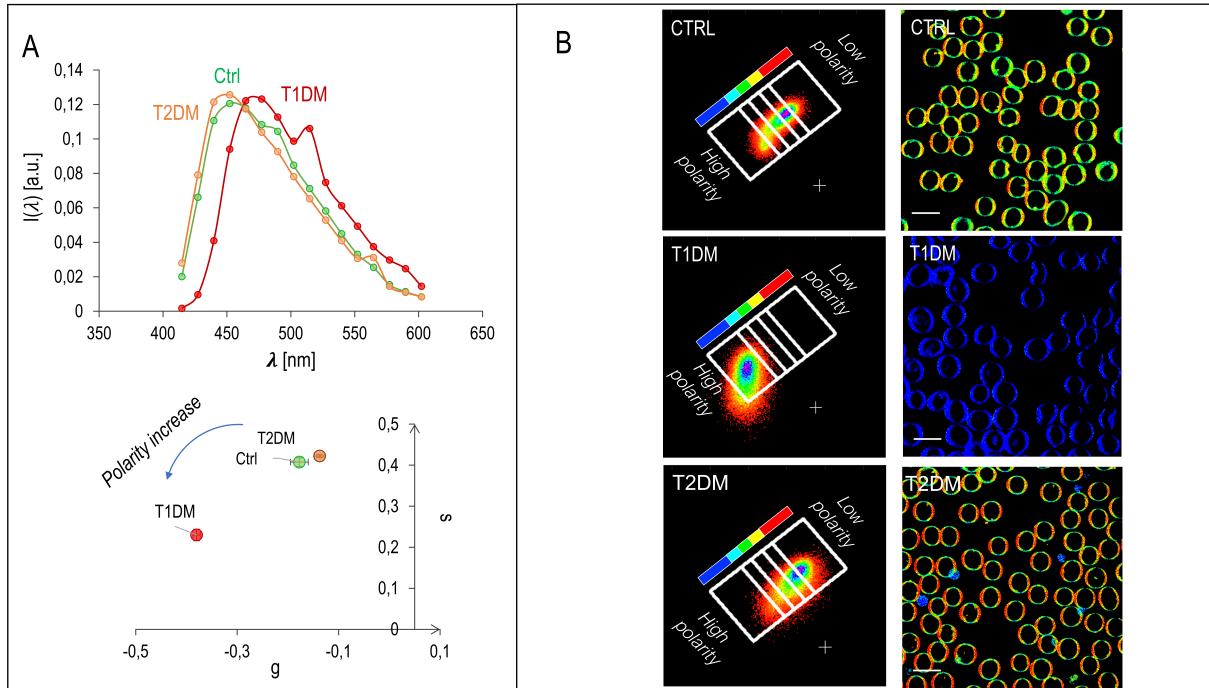 A
0,14
0,12
0,1
0,08
0,06
0,04
0,02
0
I(λ) [a.u.]
Ctrl
T2DM
T1DM
350
400
450
500
550
600
650
λ [nm]
Polarity increase
T2DM
Ctrl
T1DM
0,5
0,4
0,3
0,2
0,1
0
s
-0,5
-0,3
-0,1
0,1
g
B
CTRL
Low
polarity
High
polarity
CTRL
T1DM
Low
polarity
High
polarity
T1DM
T2DM
Low
polarity
High
polarity
T2DM